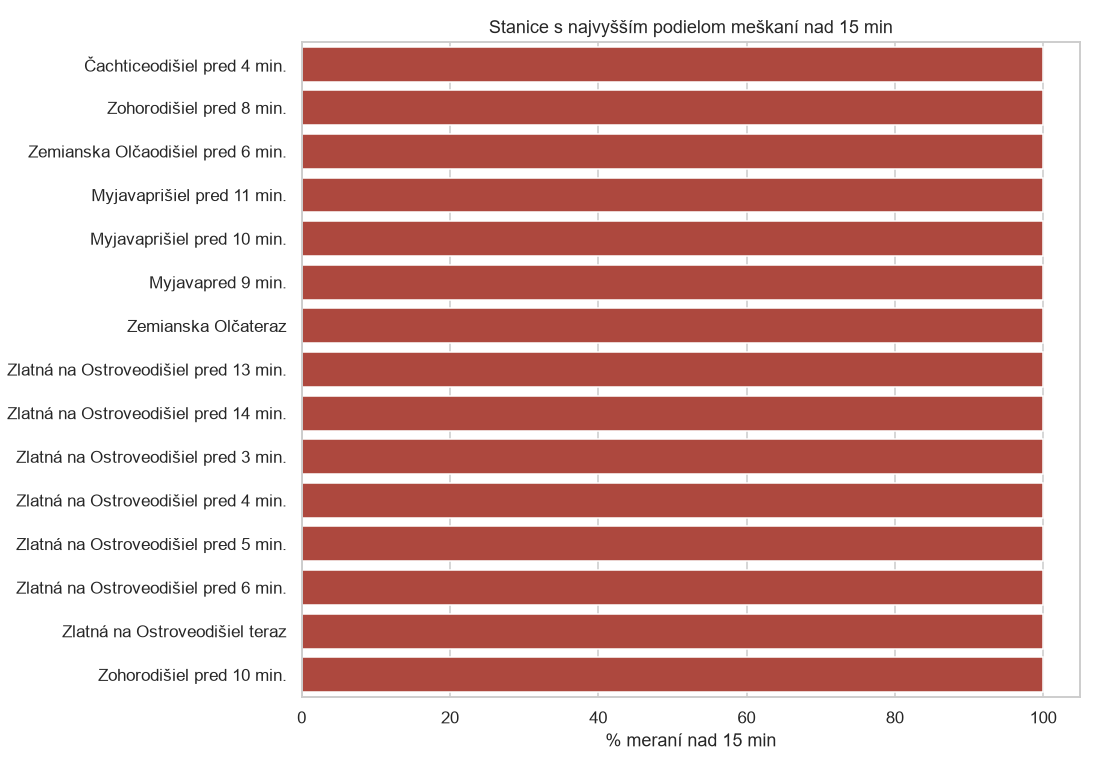 Stanice s najvyšším podielom meškaní nad 15 min
Čachticeodišiel pred 4 min.
Zohorodišiel pred 8 min.
Zemianska Olčaodišiel pred 6 min.
Myjavaprišiel pred 11 min.
Myjavaprišiel pred 10 min.
Myjavapred 9 min.
Zemianska Olčateraz
Zlatná na Ostroveodišiel pred 13 min.
Zlatná na Ostroveodišiel pred 14 min.
Zlatná na Ostroveodišiel pred 3 min.
Zlatná na Ostroveodišiel pred 4 min.
Zlatná na Ostroveodišiel pred 5 min.
Zlatná na Ostroveodišiel pred 6 min.
Zlatná na Ostroveodišiel teraz
Zohorodišiel pred 10 min.
0 20 40 60 80 100
% meraní nad 15 min